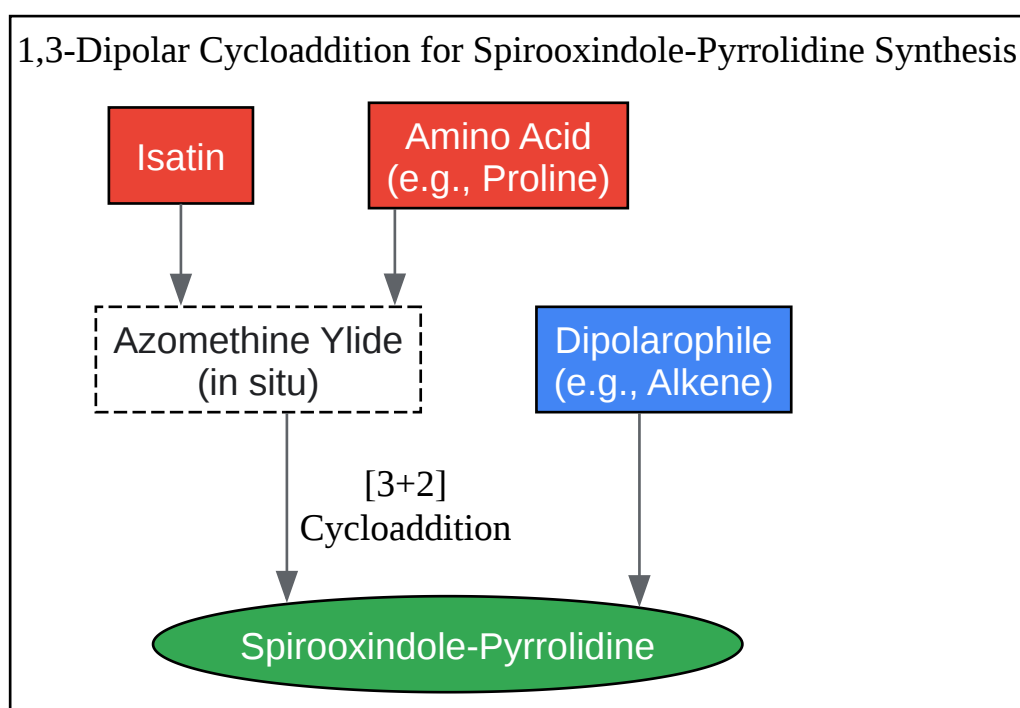 1,3-Dipolar Cycloaddition for Spirooxindole-Pyrrolidine Synthesis
Isatin
Amino Acid
(e.g., Proline)
Azomethine Ylide
(in situ)
Dipolarophile
(e.g., Alkene)
[3+2]
Cycloaddition
Spirooxindole-Pyrrolidine